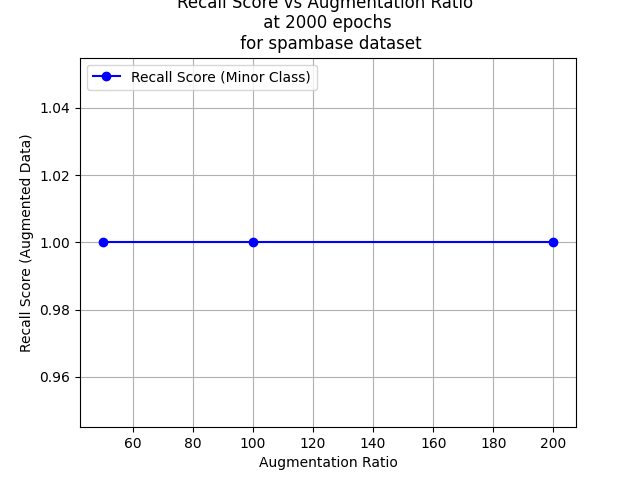 Recall Score vs Augmentation Ratio
at 2000 epochs
for spambase dataset
Recall Score (Minor Class)
Recall Score (Augmented Data)
1.04
1.02
1.00
0.98
0.96
60 80 100 120 140 160 180 200
Augmentation Ratio